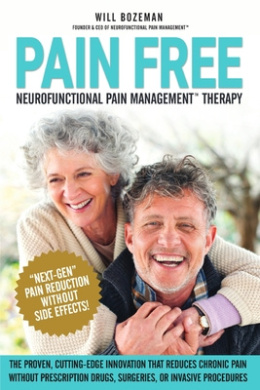 WILL BOZEMAN
FOUNDER & CEO OF NEUROFUNCTIONAL PAIN MANAGEMENT™
PAIN FREE
NEUROFUNCTIONAL PAIN MANAGEMENT™ THERAPY
"NEXT-GEN"
PAIN REDUCTION
WITHOUT
SIDE EFFECTS!
THE PROVEN, CUTTING-EDGE INNOVATION THAT REDUCES CHRONIC PAIN
WITHOUT PRESCRIPTION DRUGS, SURGERIES, OR INVASIVE PROCEDURES